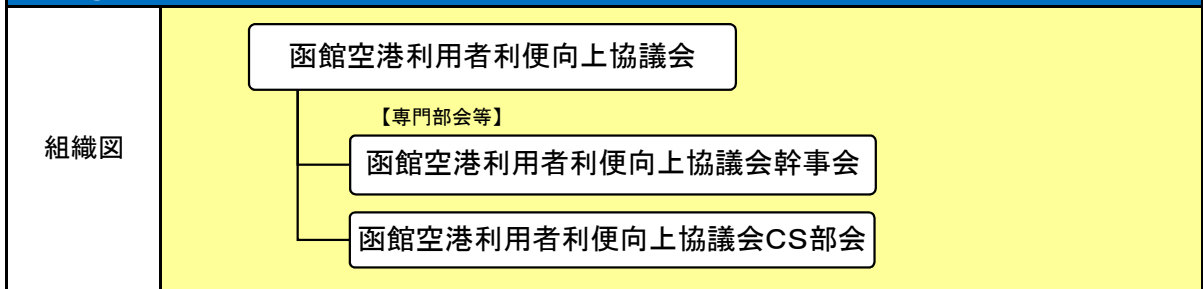 函館空港利用者利便向上協議会
【専門部会等】
組織図
函館空港利用者利便向上協議会幹事会
函館空港利用者利便向上協議会CS部会